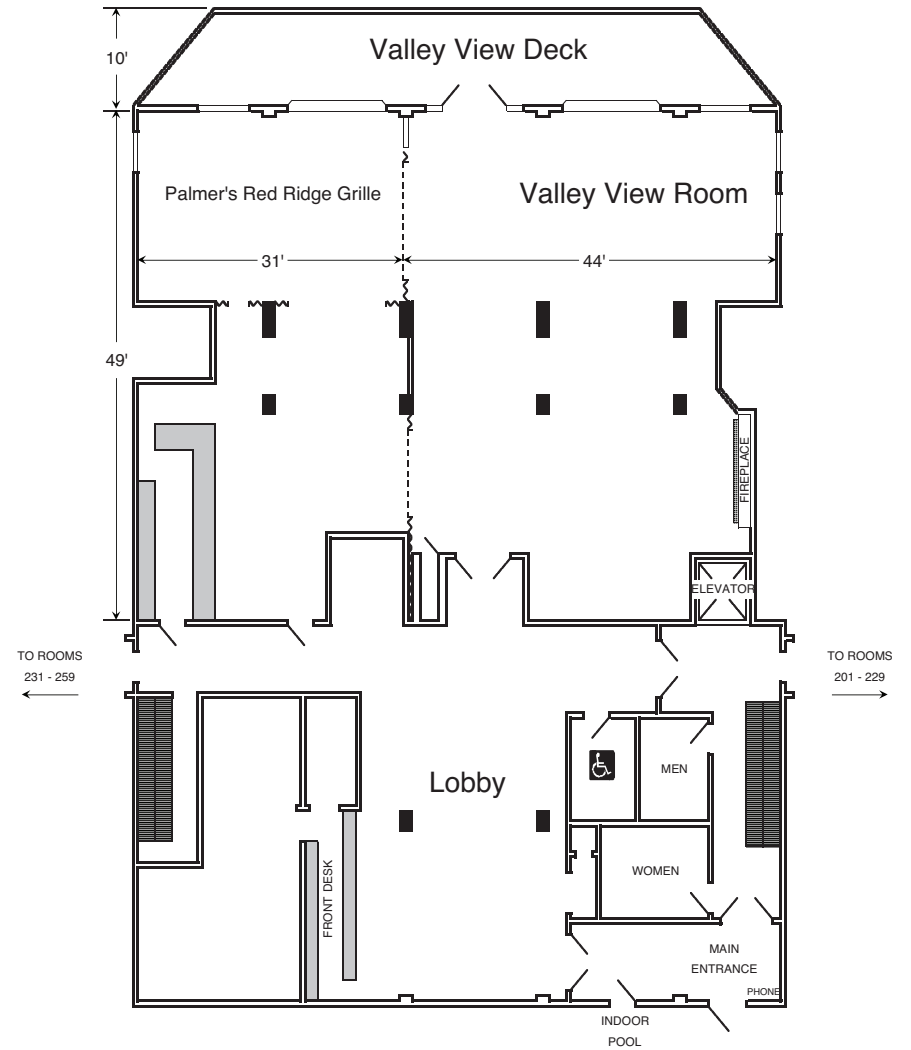 Valley View Deck
10'
Palmer's Red Ridge Grille
Valley View Room
31'
44'
49'
FIREPLACE
ELEVATOR
TO ROOMS
231 - 259
TO ROOMS
201 - 229
MEN
Lobby
WOMEN
FRONT DESK
MAIN
ENTRANCE
PHONE
INDOOR
POOL